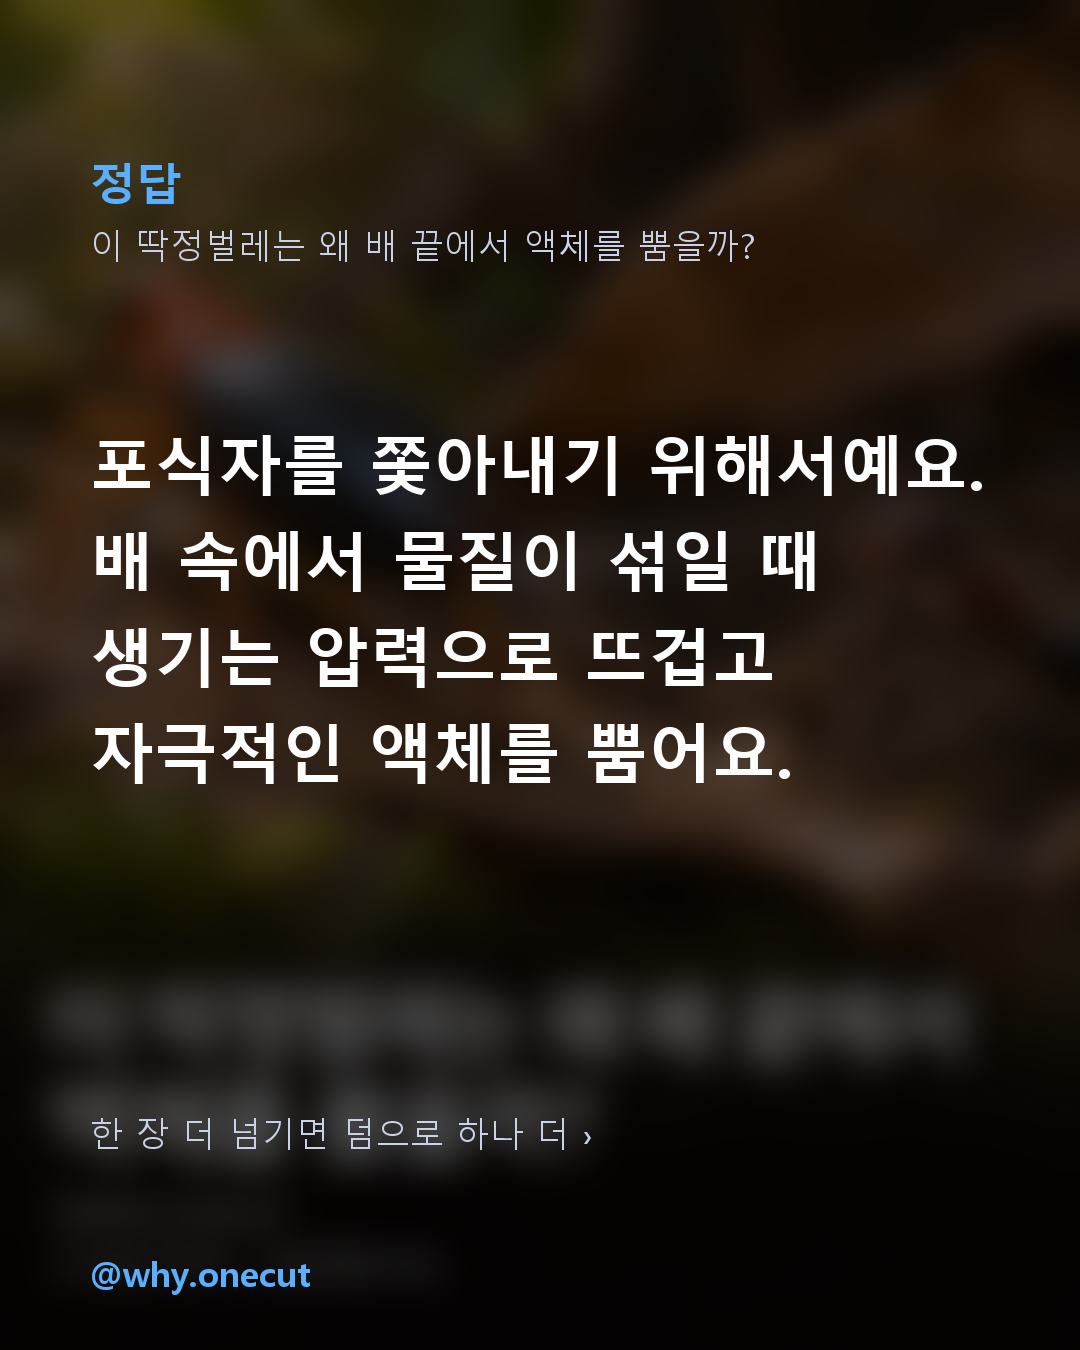 정답
이 딱정벌레는 왜 배 끝에서 액체를 뿜을까?
포식자를 쫓아내기 위해서예요.
배 속에서 물질이 섞일 때
생기는 압력으로 뜨겁고
자극적인 액체를 뿜어요.
한 장 더 넘기면 덤으로 하나 더 ›
@why.onecut